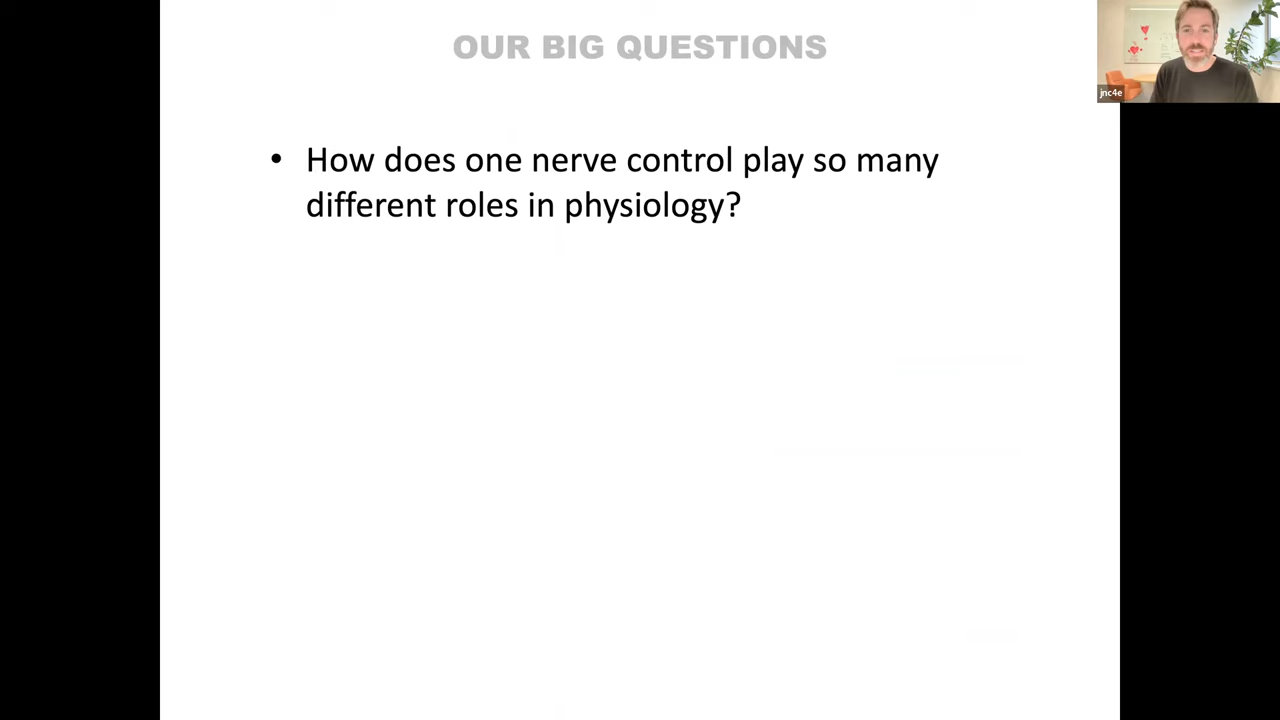 OUR BIG QUESTIONS
jnc4e
• How does one nerve control play so many
different roles in physiology?